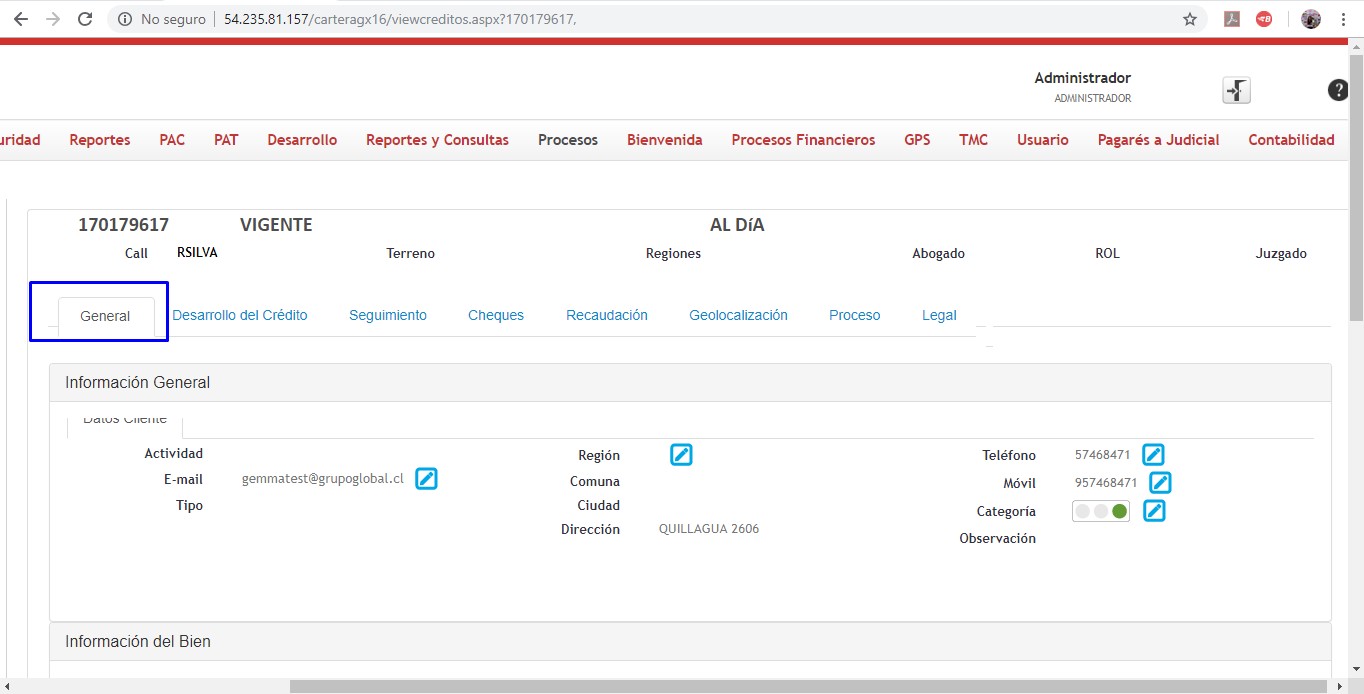 No seguro 54.235.81.157/carteragx16/viewcreditos.aspx?170179617,
Administrador
ADMINISTRADOR
uridad Reportes PAC PAT Desarrollo Reportes y Consultas Procesos Bienvenida Procesos Financieros GPS TMC Usuario Pagarés a Judicial Contabilidad
170179617 VIGENTE AL DíA
Call RSILVA Terreno Regiones Abogado ROL Juzgado
General Desarrollo del Crédito Seguimiento Cheques Recaudación Geolocalización Proceso Legal
Información General
Datos Cliente
Actividad Región Teléfono 57468471
E-mail gemmatest@grupoglobal.cl Comuna Móvil 957468471
Tipo Ciudad Categoría
Dirección QUILLAGUA 2606 Observación
Información del Bien